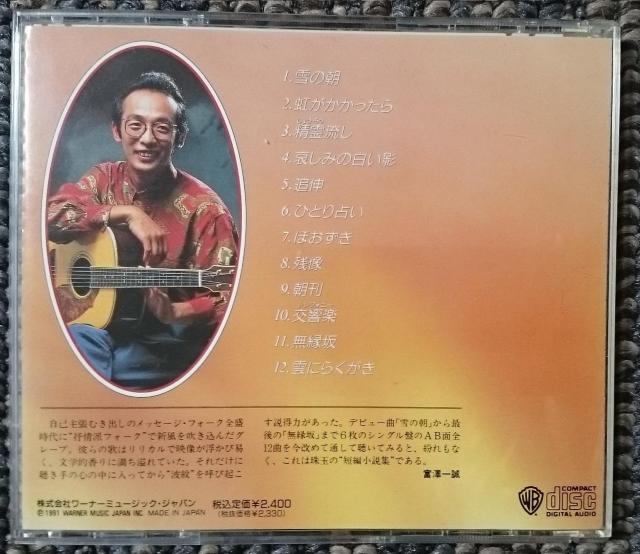 1. 雪の朝
2. 虹がかかったら
3. 精霊流し
4. 哀しみの白い影
5. 追伸
6. ひとり占い
7. ほおずき
8. 残像
9. 朝刊
10. 交響楽
11. 無縁坂
12. 雲にらくがき
自己主張むき出しのメッセージ・フォーク全盛
時代に“抒情派フォーク”で新風を吹き込んだグ
レープ。彼らの歌はリリカルで映像が浮かび易
く、文学的香りに満ち溢れていた。それだけに
聴き手の心の中に入ってから“波紋”を呼び起こ
す説得力があった。デビュー曲「雪の朝」から最
後の「無縁坂」まで6枚のシングル盤のAB面全
12曲を今改めて通して聴いてみると、紛れもな
く、これは珠玉の“短編小説集”である。
富澤一誠
株式会社ワーナーミュージック・ジャパン
Ⓟ1991 WARNER MUSIC JAPAN INC. MADE IN JAPAN
税込定価¥2,400
(税抜価格¥2,330)
WB
COMPACT
disc
DIGITAL AUDIO